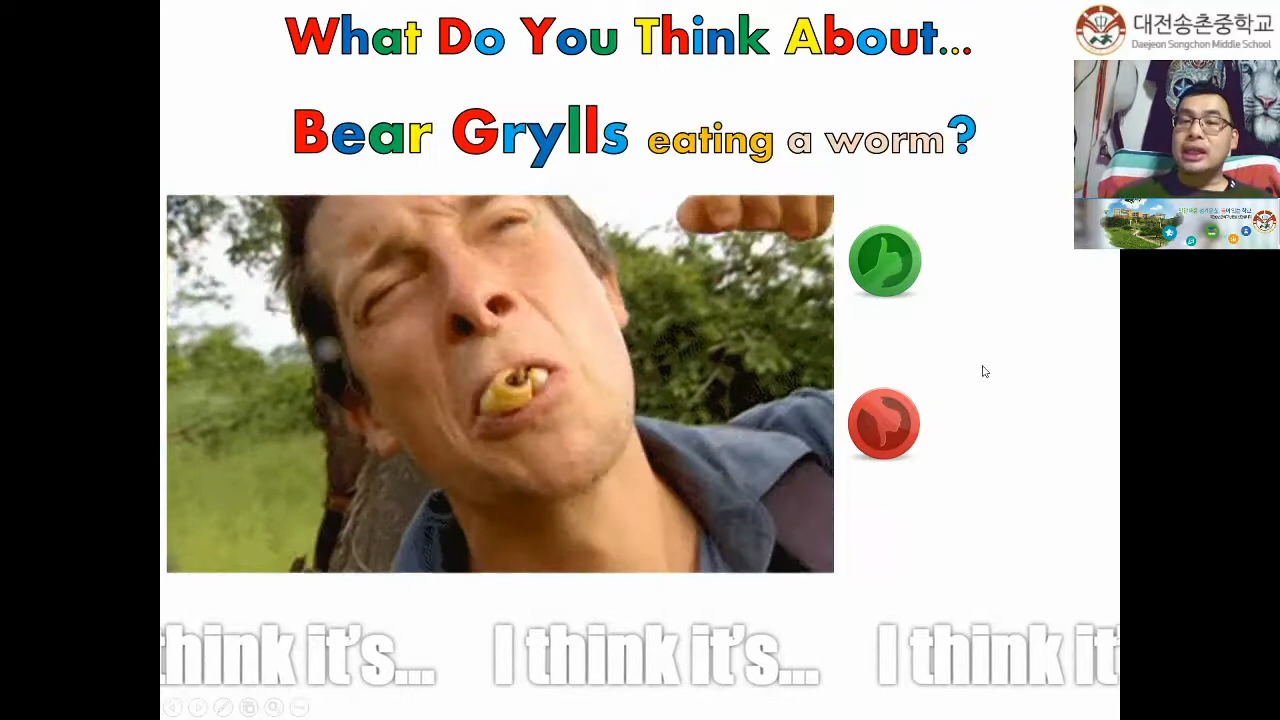 What Do You Think About...
Bear Grylls eating a worm?
대전송촌중학교
Daejeon Songchon Middle School
think it's...
I think it's...
I think it'